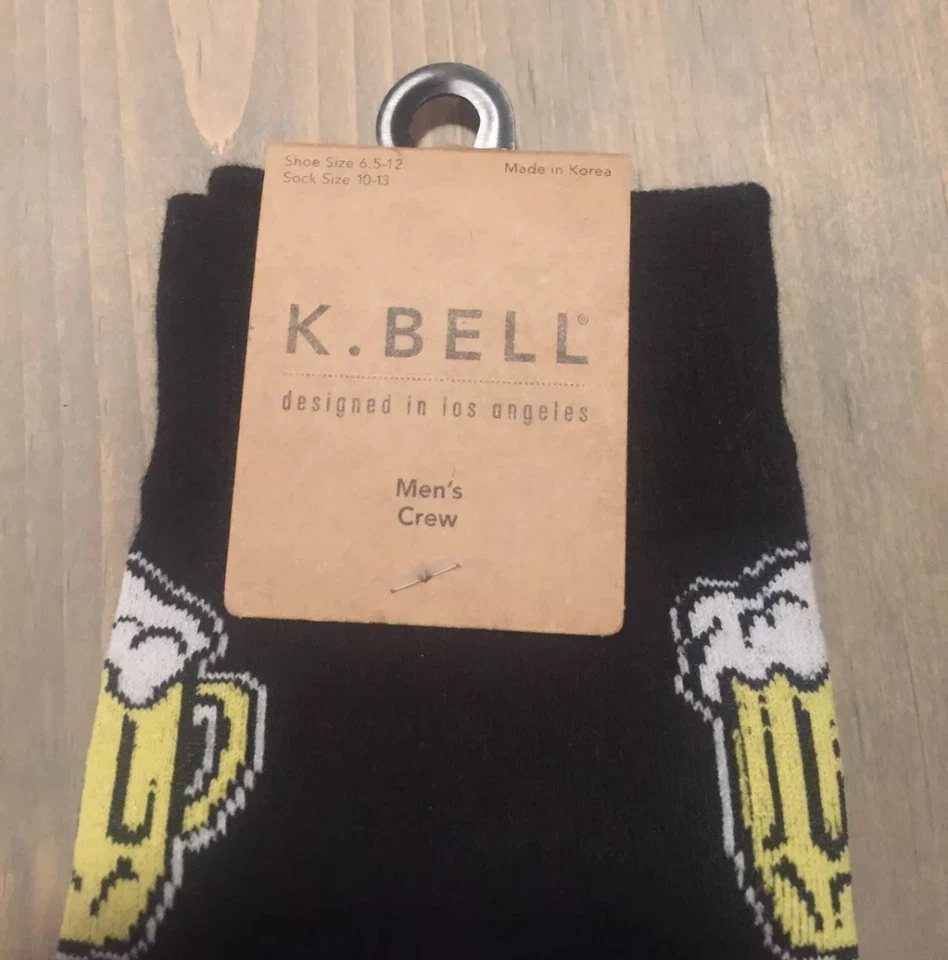 Shoe Size 6.5-12
Sock Size 10-13
Made in Korea
K.BELL®
designed in los angeles
Men's
Crew